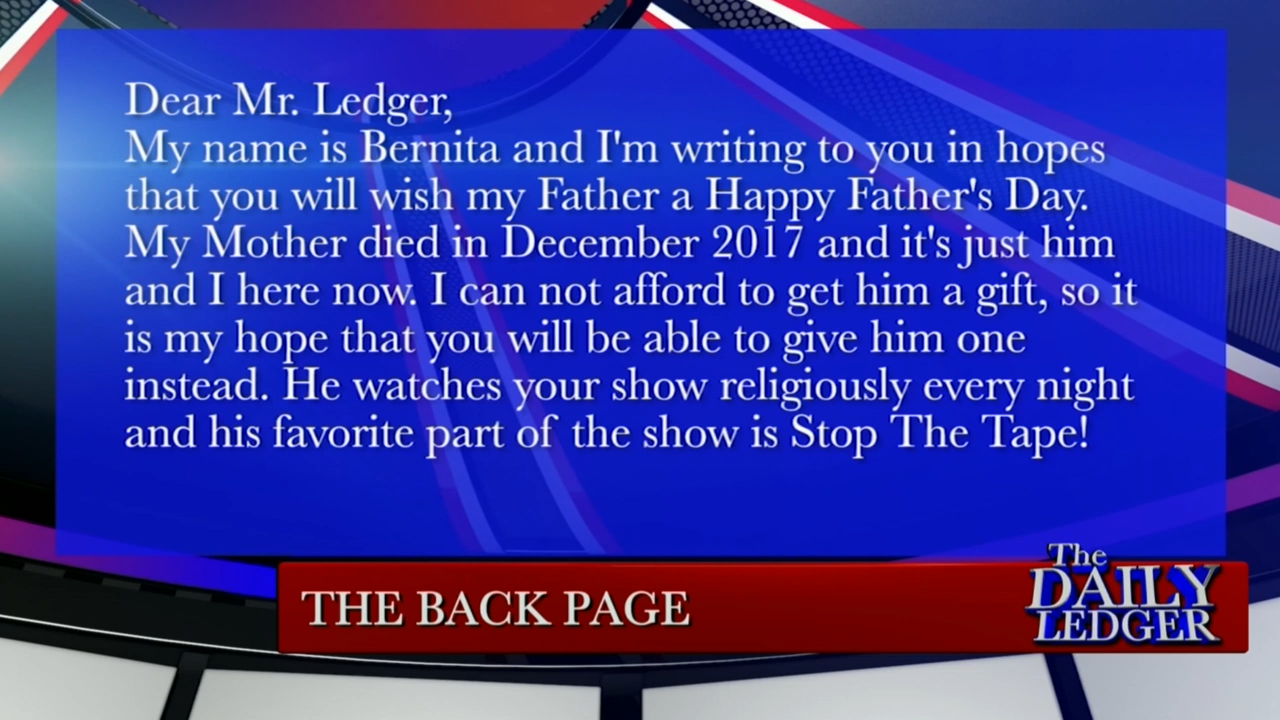 Dear Mr. Ledger,
My name is Bernita and I'm writing to you in hopes
that you will wish my Father a Happy Father's Day.
My Mother died in December 2017 and it's just him
and I here now. I can not afford to get him a gift, so it
is my hope that you will be able to give him one
instead. He watches your show religiously every night
and his favorite part of the show is Stop The Tape!
THE BACK PAGE
The
DAILY
LEDGER